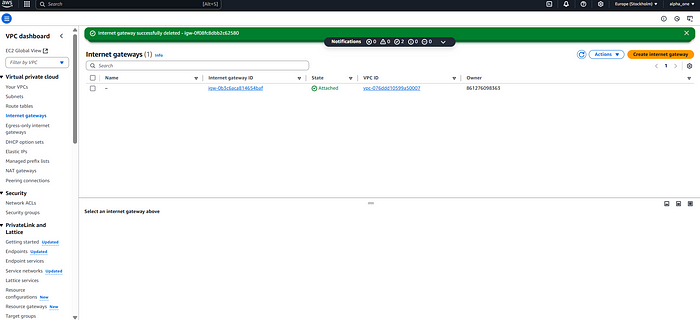 aws
Search
[Alt+S]
Europe (Stockholm)
alpha_one
VPC dashboard
EC2 Global View
Filter by VPC
Virtual private cloud
Your VPCs
Subnets
Route tables
Internet gateways
Egress-only internet
gateways
DHCP option sets
Elastic IPs
Managed prefix lists
NAT gateways
Peering connections
Security
Network ACLs
Security groups
PrivateLink and
Lattice
Getting started Updated
Endpoints Updated
Endpoint services
Service networks Updated
Lattice services
Resource
configurations New
Resource gateways New
Target groups
Internet gateway successfully deleted - igw-0f08fc8dbb2c62580
Notifications 0 0 2 0 0
Internet gateways (1) Info
Actions
Create internet gateway
Search
1
Name Internet gateway ID State VPC ID Owner
– igw-0b3c6aca814654baf Attached vpc-076ddd10599a50007 861276098363
Select an internet gateway above